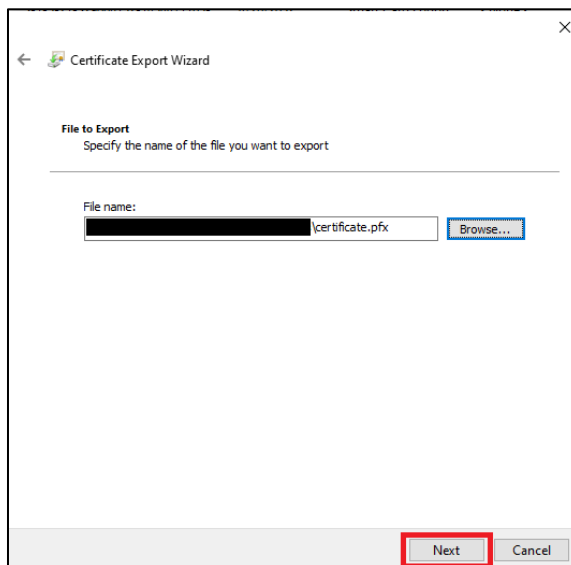 Certificate Export Wizard
File to Export
Specify the name of the file you want to export
File name:
\certificate.pfx
Browse...
Next
Cancel